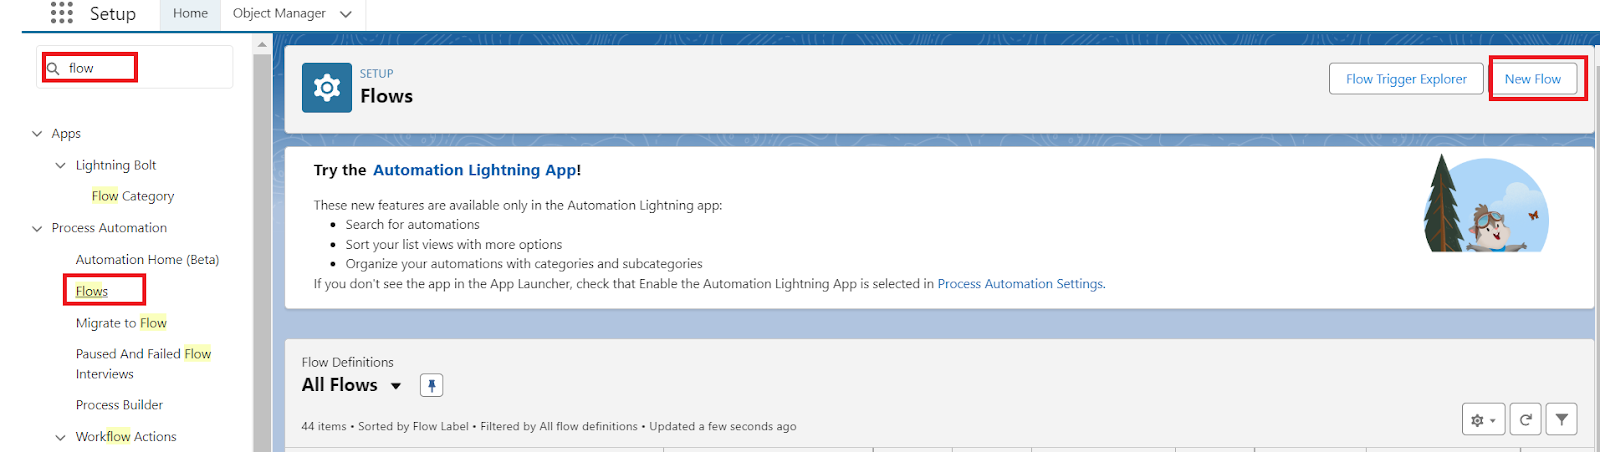 Setup Home Object Manager
flow
Apps
Lightning Bolt
Flow Category
Process Automation
Automation Home (Beta)
Flows
Migrate to Flow
Paused And Failed Flow
Interviews
Process Builder
Workflow Actions
SETUP
Flows
Flow Trigger Explorer
New Flow
Try the Automation Lightning App!
These new features are available only in the Automation Lightning app:
• Search for automations
• Sort your list views with more options
• Organize your automations with categories and subcategories
If you don't see the app in the App Launcher, check that Enable the Automation Lightning App is selected in Process Automation Settings.
Flow Definitions
All Flows
44 items • Sorted by Flow Label • Filtered by All flow definitions • Updated a few seconds ago